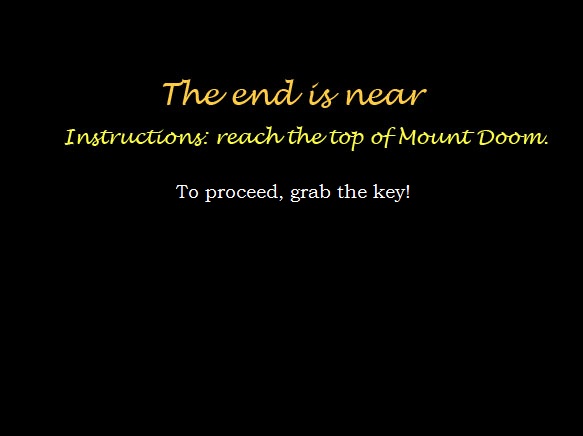 The end is near
Instructions: reach the top of Mount Doom.
To proceed, grab the key!